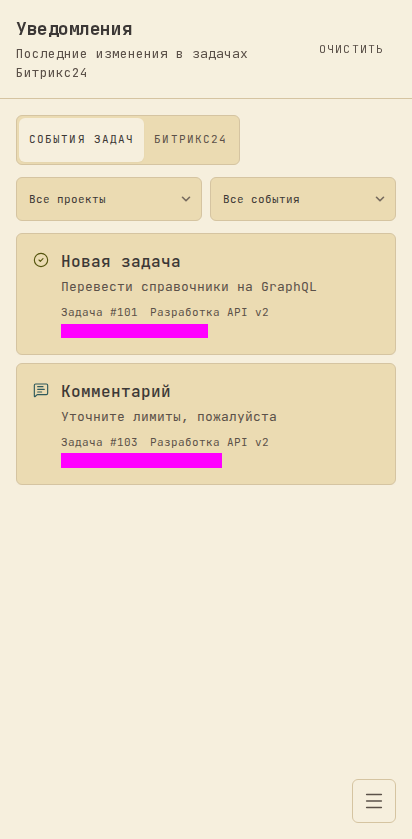 Уведомления
Последние изменения в задачах
Битрикс24
ОЧИСТИТЬ
СОБЫТИЯ ЗАДАЧ
БИТРИКС24
Все проекты
Все события
Новая задача
Перевести справочники на GraphQL
Задача #101 Разработка API v2
Комментарий
Уточните лимиты, пожалуйста
Задача #103 Разработка API v2